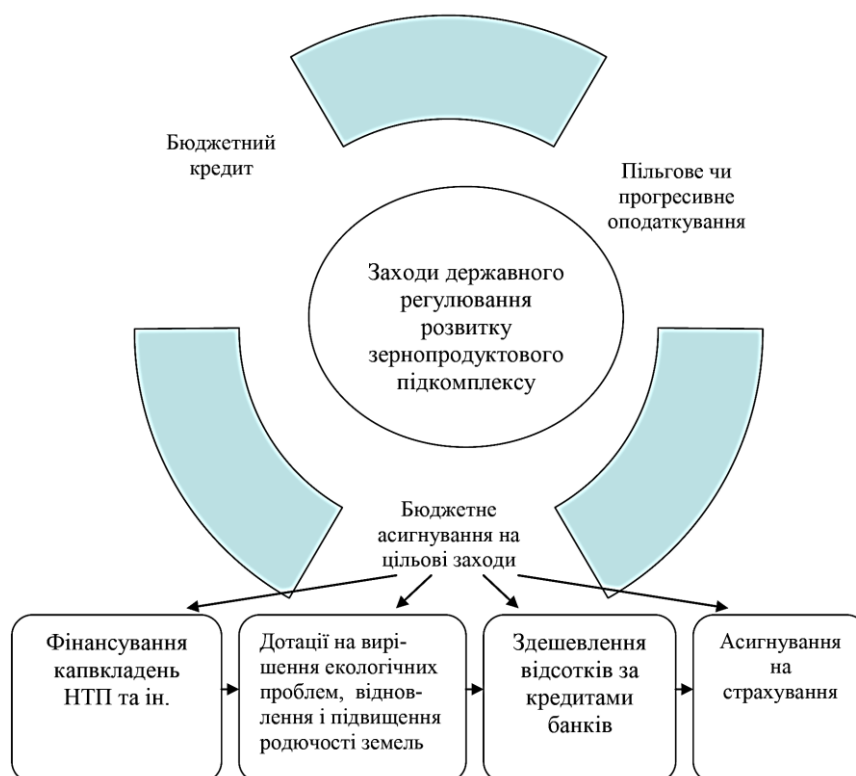 Бюджетний
кредит
Пільгове чи
прогресивне
оподаткування
Заходи державного
регулювання
розвитку
зернопродуктового
підкомплексу
Бюджетне
асигнування на
цільові заходи
Фінансування
капвкладень
НТП та ін.
Дотації на вирі-
шення екологічних
проблем, віднов-
лення і підвищення
родючості земель
Здешевлення
відсотків за
кредитами
банків
Асигнування
на
страхування